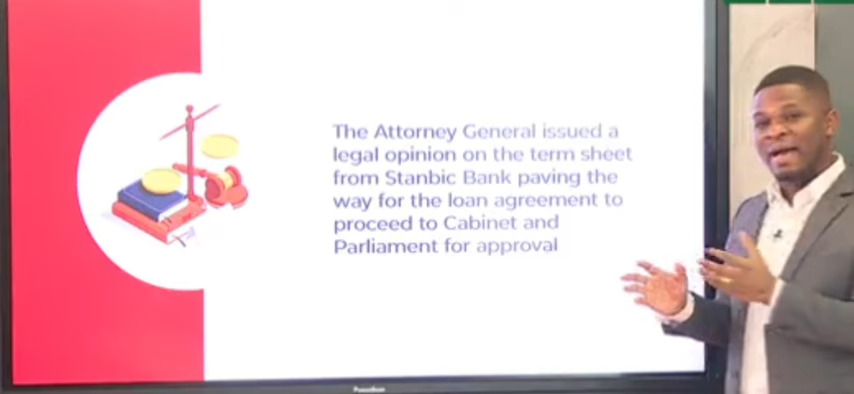 The Attorney General issued a
legal opinion on the term sheet
from Stanbic Bank paving the
way for the loan agreement to
proceed to Cabinet and
Parliament for approval